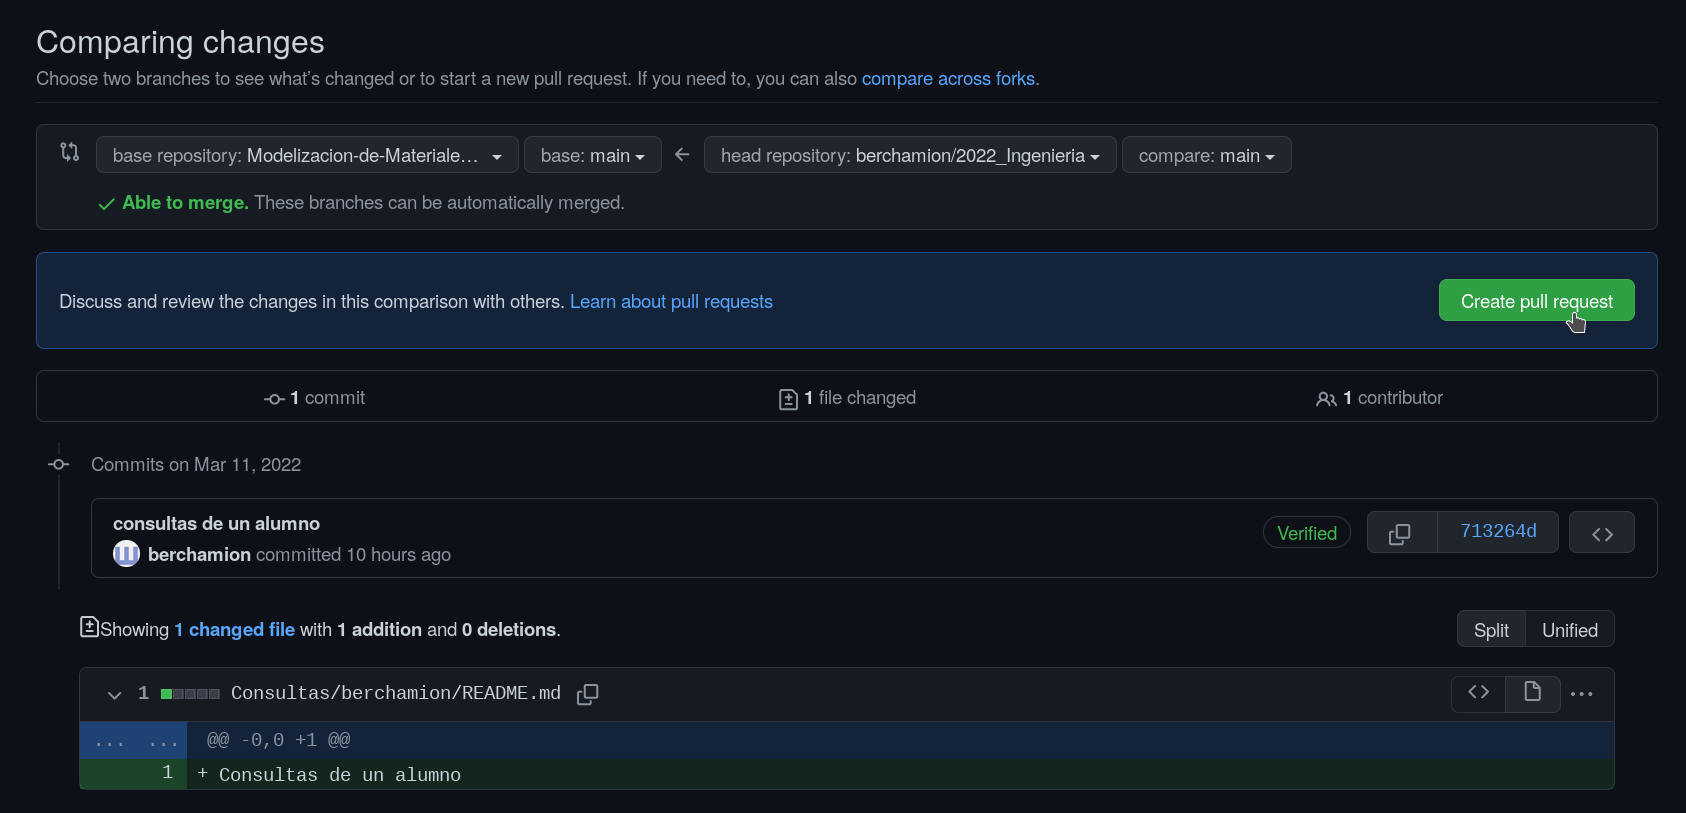 Comparing changes
Choose two branches to see what's changed or to start a new pull request. If you need to, you can also compare across forks.
base repository: Modelizacion-de-Materiale... base: main ← head repository: berchamion/2022_Ingenieria compare: main
Able to merge. These branches can be automatically merged.
Discuss and review the changes in this comparison with others. Learn about pull requests Create pull request
1 commit 1 file changed 1 contributor
Commits on Mar 11, 2022
consultas de un alumno
Verified 713264d <>
berchamion committed 10 hours ago
Showing 1 changed file with 1 addition and 0 deletions. Split Unified
1 Consultas/berchamion/README.md <> ...
... ... @@ -0,0 +1 @@
1 + Consultas de un alumno